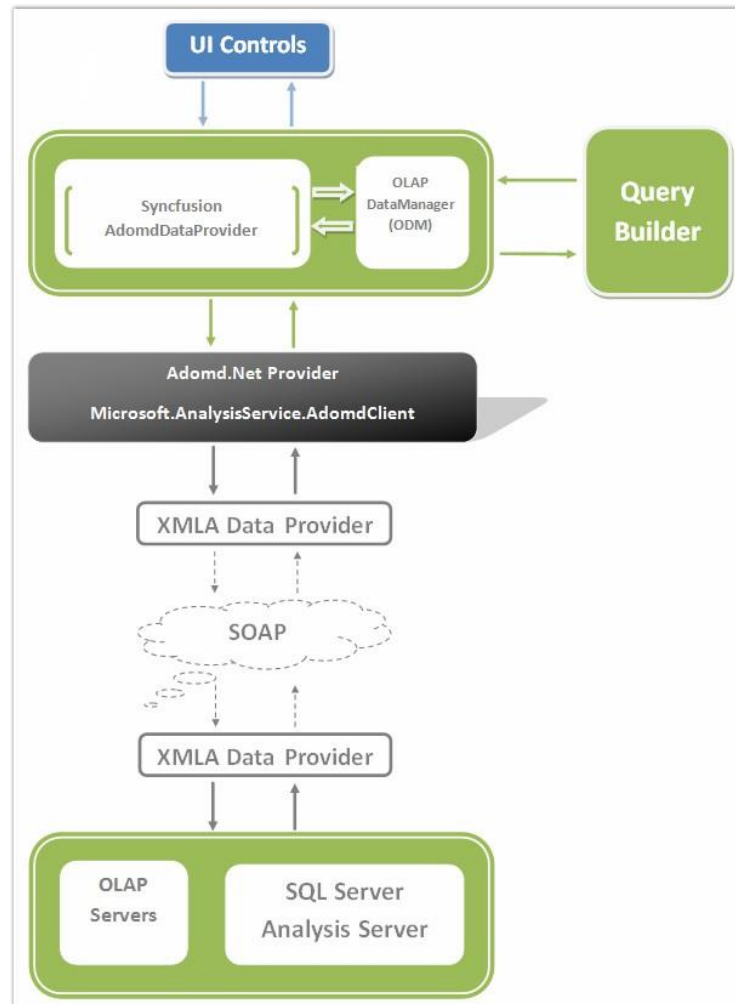 UI Controls
Syncfusion
AdomdDataProvider
OLAP
DataManager
(ODM)
Query
Builder
Adomd.Net Provider
Microsoft.AnalysisService.AdomdClient
XMLA Data Provider
SOAP
XMLA Data Provider
OLAP
Servers
SQL Server
Analysis Server